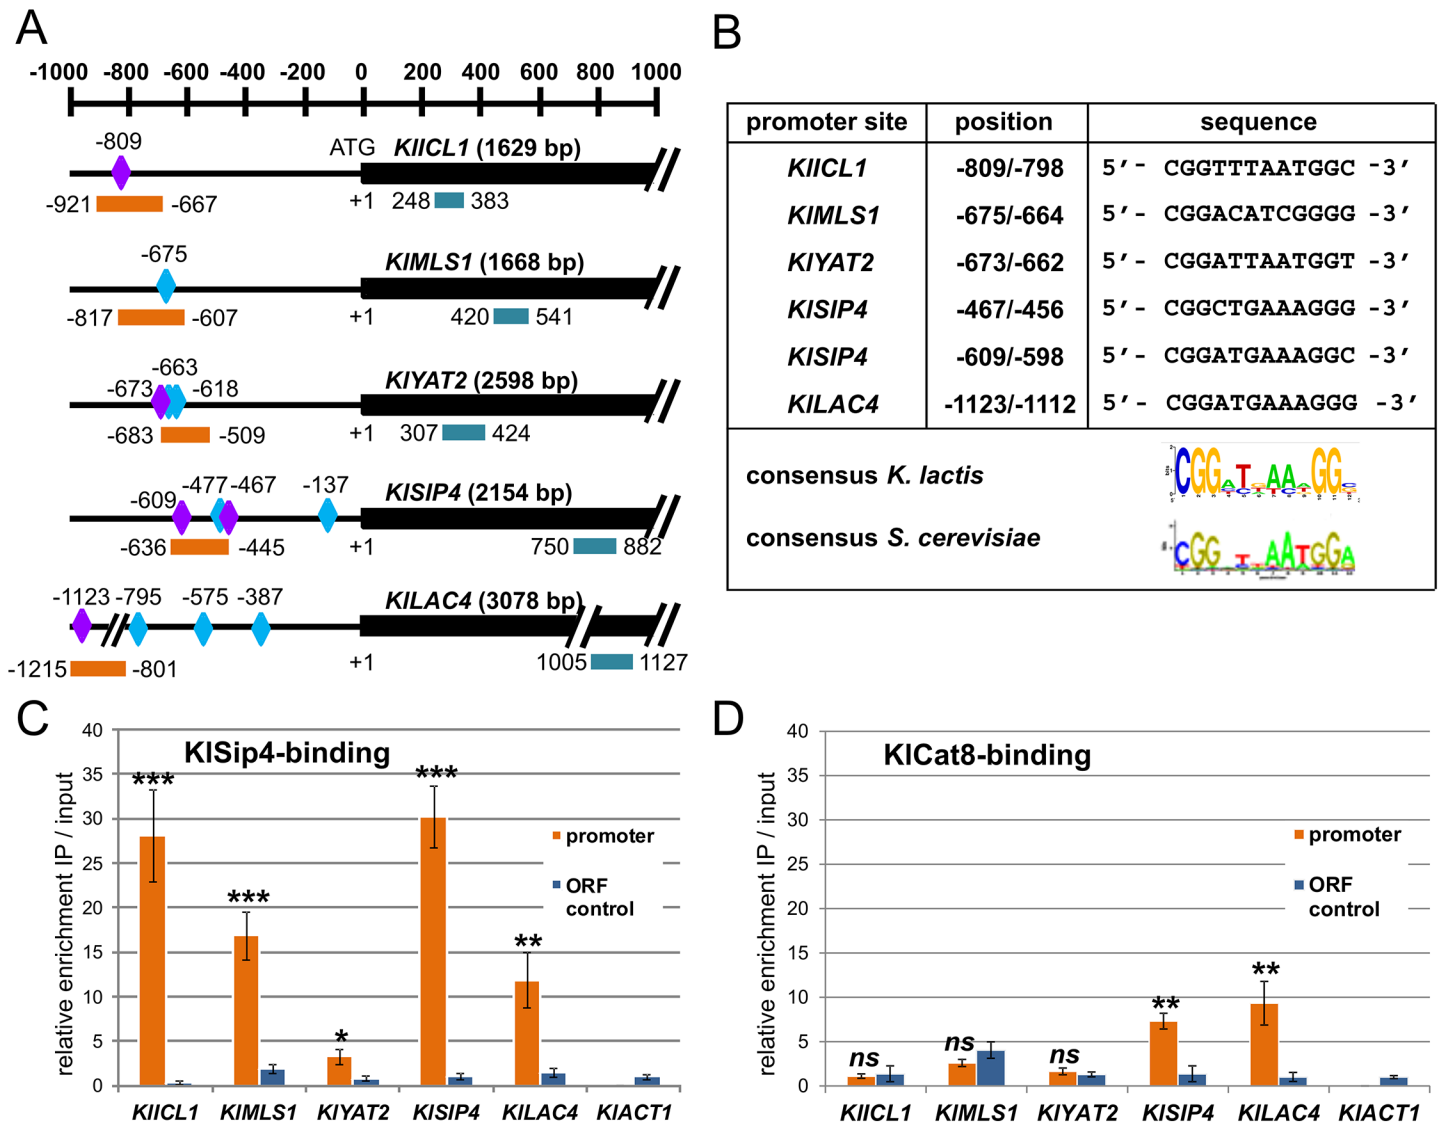 A
-1000 -800 -600 -400 -200 0 200 400 600 800 1000
-809 ATG KlICL1 (1629 bp)
-921 -667 +1 248 383
-675 KlMLS1 (1668 bp)
-817 -607 +1 420 541
-663
-673 -618 KlYAT2 (2598 bp)
-683 -509 +1 307 424
-609 -477 -467 -137 KlSIP4 (2154 bp)
-636 -445 +1 750 882
-1123 -795 -575 -387 KlLAC4 (3078 bp)
-1215 -801 +1 1005 1127
B
promoter site position sequence
KlICL1 -809/-798 5′- CGGTTTAATGGC -3′
KlMLS1 -675/-664 5′- CGGACATCGGGG -3′
KlYAT2 -673/-662 5′- CGGATTAATGGT -3′
KlSIP4 -467/-456 5′- CGGCTGAAAGGG -3′
KlSIP4 -609/-598 5′- CGGATGAAAGGC -3′
KlLAC4 -1123/-1112 5′- CGGATGAAAGGG -3′
consensus K. lactis
consensus S. cerevisiae
C
KlSip4-binding
relative enrichment IP / input
40
35
30
25
20
15
10
5
0
***
***
*
***
**
promoter
ORF
control
KlICL1 KlMLS1 KlYAT2 KlSIP4 KlLAC4 KlACT1
D
KlCat8-binding
relative enrichment IP / input
40
35
30
25
20
15
10
5
0
ns
ns
ns
**
**
promoter
ORF
control
KlICL1 KlMLS1 KlYAT2 KlSIP4 KlLAC4 KlACT1